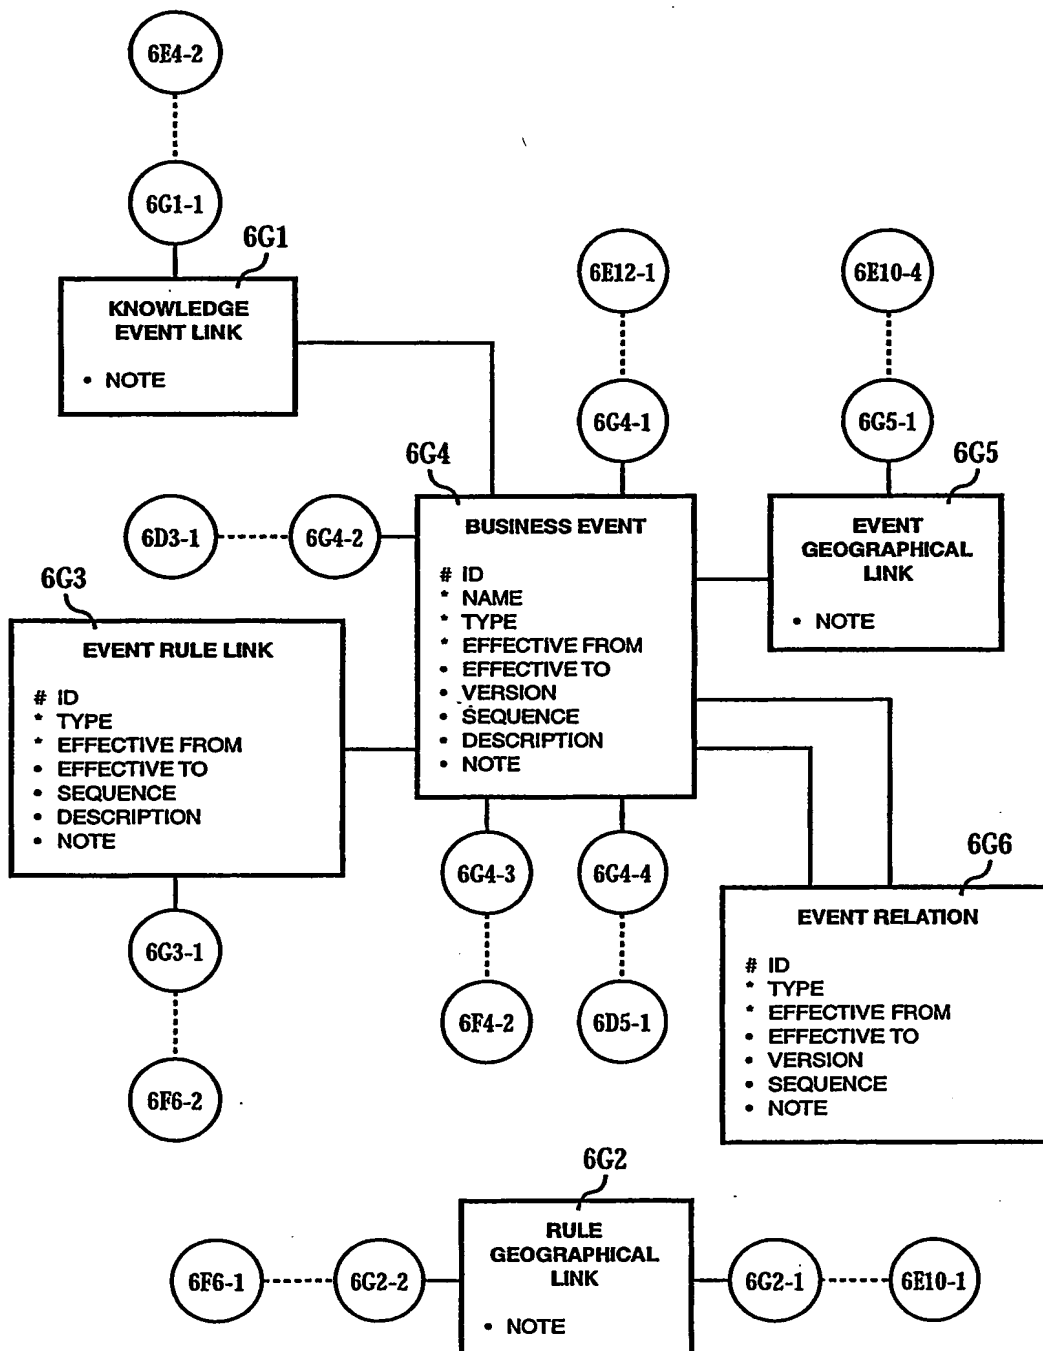 6E4-2
6G1-1
6G1
KNOWLEDGE
EVENT LINK
• NOTE
6E12-1
6E10-4
6G4-1
6G5-1
6G4
6G5
6D3-1
6G4-2
BUSINESS EVENT
# ID
* NAME
* TYPE
* EFFECTIVE FROM
• EFFECTIVE TO
• VERSION
• SEQUENCE
• DESCRIPTION
• NOTE
EVENT
GEOGRAPHICAL
LINK
• NOTE
6G3
EVENT RULE LINK
# ID
* TYPE
* EFFECTIVE FROM
• EFFECTIVE TO
• SEQUENCE
• DESCRIPTION
• NOTE
6G4-3
6G4-4
6G6
EVENT RELATION
# ID
* TYPE
* EFFECTIVE FROM
• EFFECTIVE TO
• VERSION
• SEQUENCE
• NOTE
6G3-1
6F4-2
6D5-1
6F6-2
6G2
RULE
GEOGRAPHICAL
LINK
• NOTE
6F6-1
6G2-2
6G2-1
6E10-1